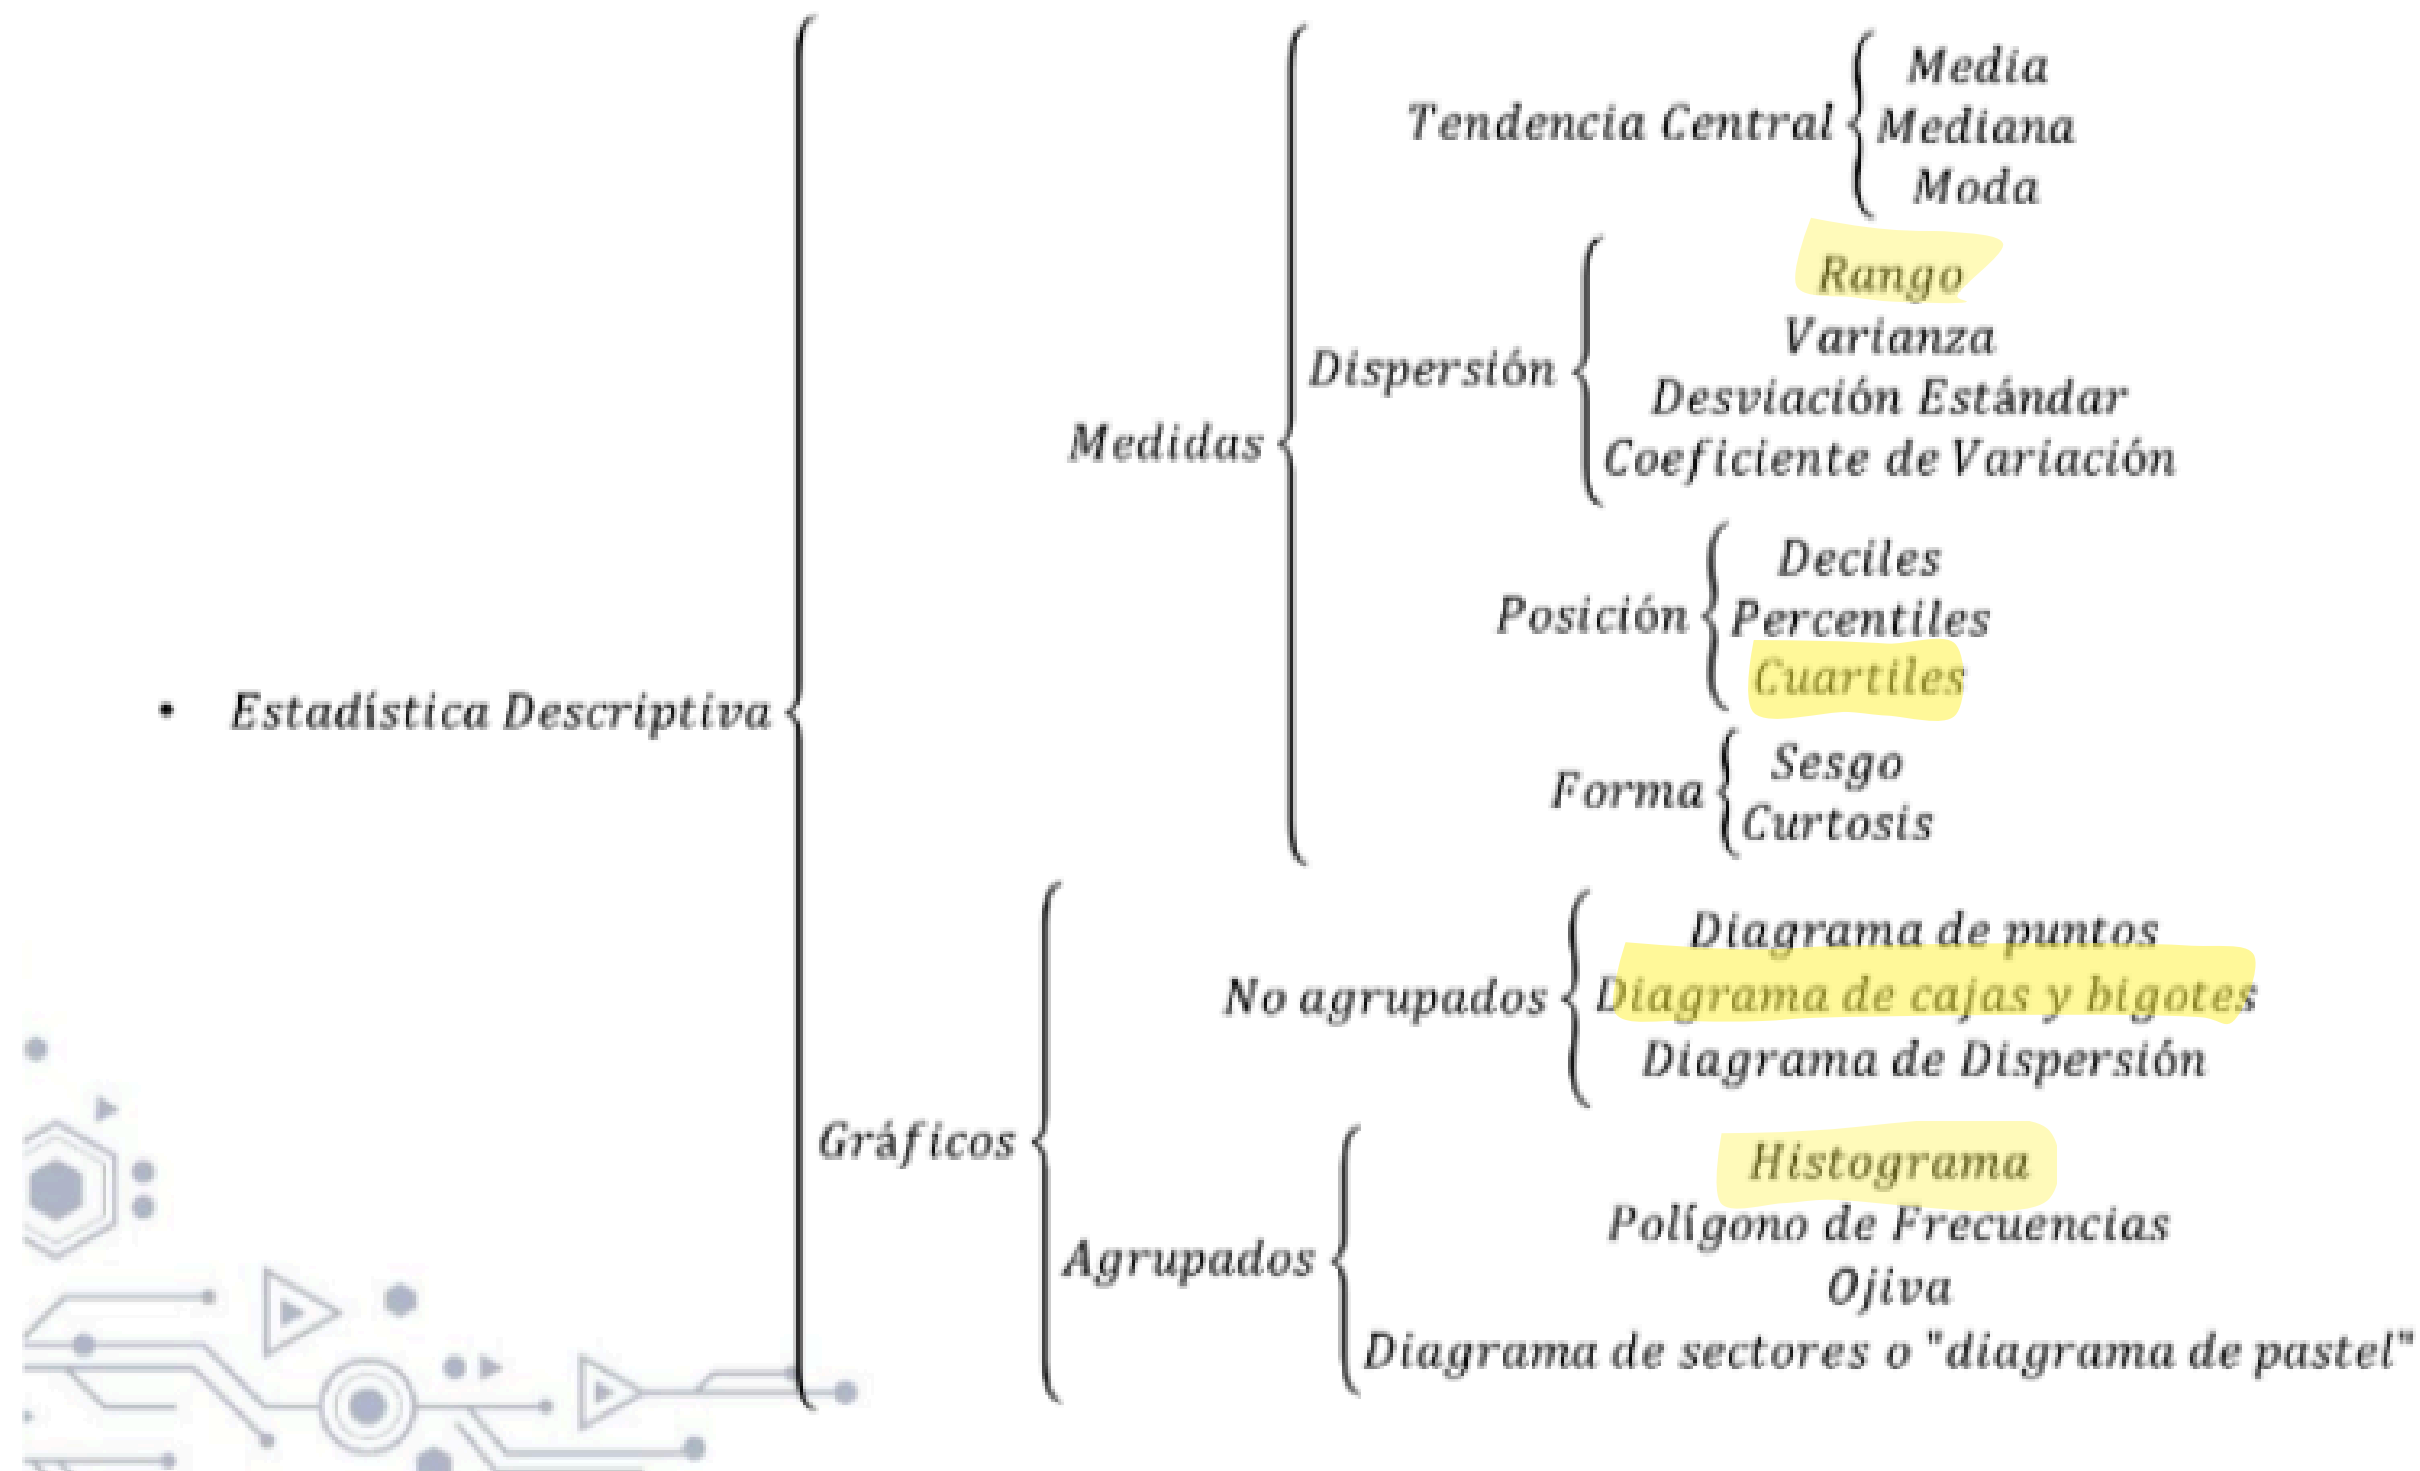 Media
Tendencia Central Mediana
Moda
Rango
Varianza
Dispersión
Desviación Estándar
Medidas
Coeficiente de Variación
Deciles
Posición Percentiles
Cuartiles
• Estadística Descriptiva
Sesgo
Forma
Curtosis
Diagrama de puntos
No agrupados Diagrama de cajas y bigotes
Diagrama de Dispersión
Gráficos
Histograma
Polígono de Frecuencias
Agrupados
Ojiva
Diagrama de sectores o "diagrama de pastel"